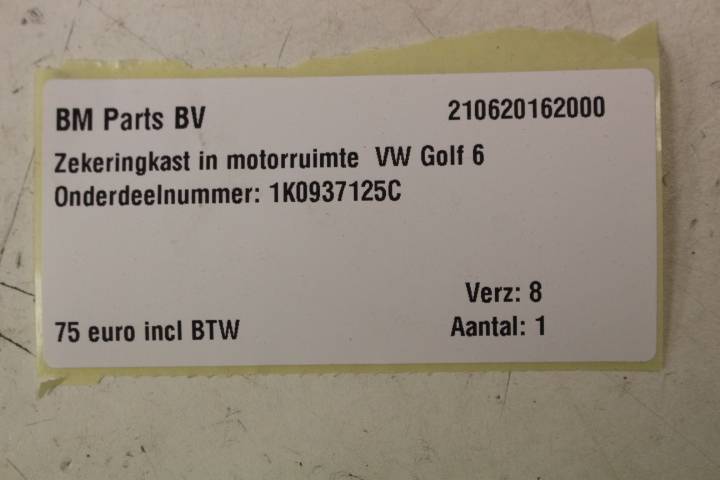 BM Parts BV 210620162000
Zekeringkast in motorruimte VW Golf 6
Onderdeelnummer: 1K0937125C
Verz: 8
75 euro incl BTW Aantal: 1